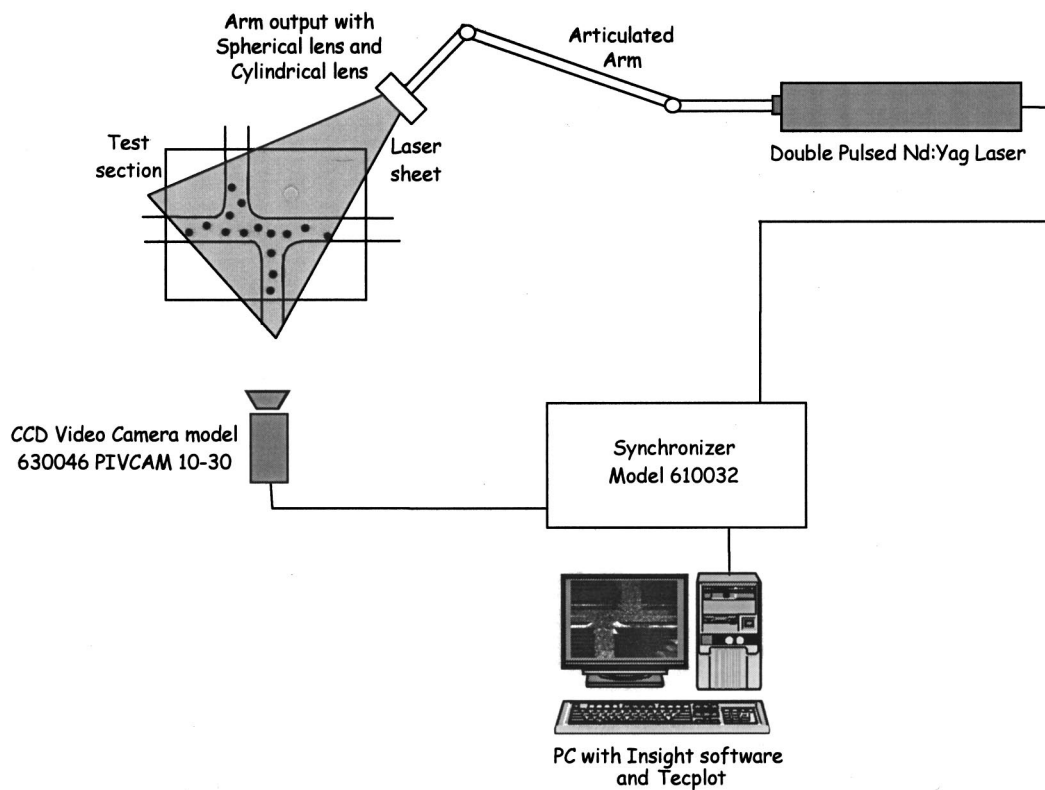 Arm output with
Spherical lens and
Cylindrical lens
Articulated
Arm
Test
section
Laser
sheet
Double Pulsed Nd:Yag Laser
CCD Video Camera model
630046 PIVCAM 10-30
Synchronizer
Model 610032
PC with Insight software
and Tecplot